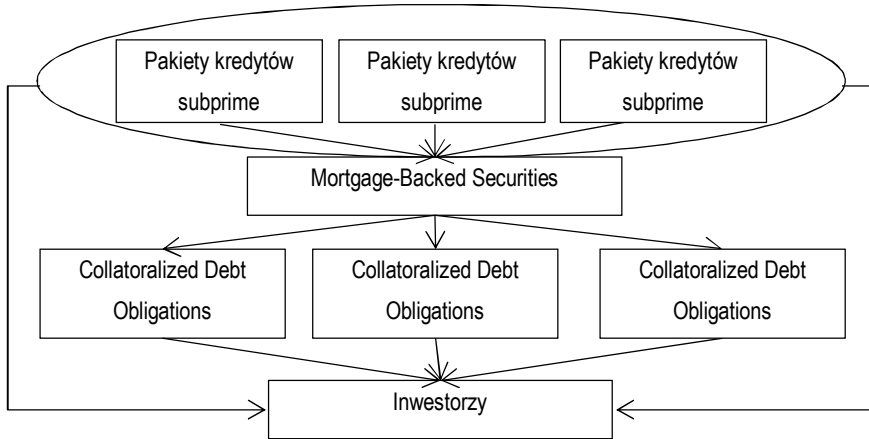 Pakiety kredytów
subprime
Pakiety kredytów
subprime
Pakiety kredytów
subprime
Mortgage-Backed Securities
Collatoralized Debt
Obligations
Collatoralized Debt
Obligations
Collatoralized Debt
Obligations
Inwestorzy